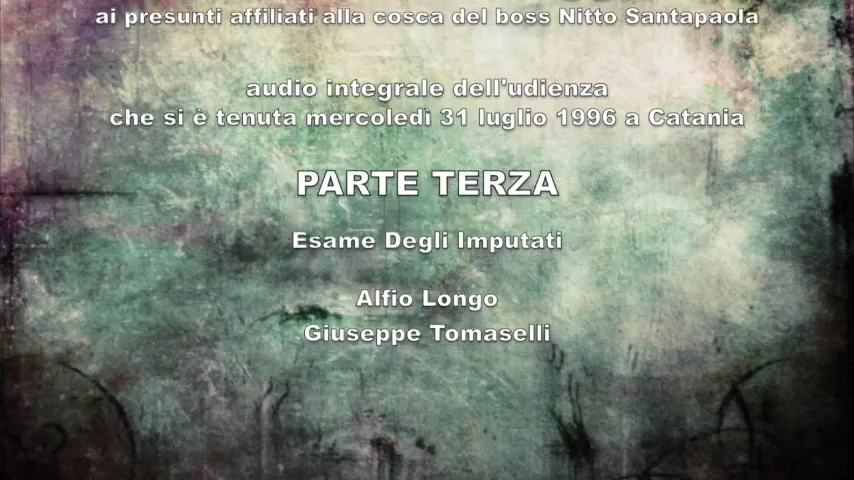 ai presunti affiliati alla cosca del boss Nitto Santapaola
audio integrale dell'udienza
che si è tenuta mercoledì 31 luglio 1996 a Catania
PARTE TERZA
Esame Degli Imputati
Alfio Longo
Giuseppe Tomaselli